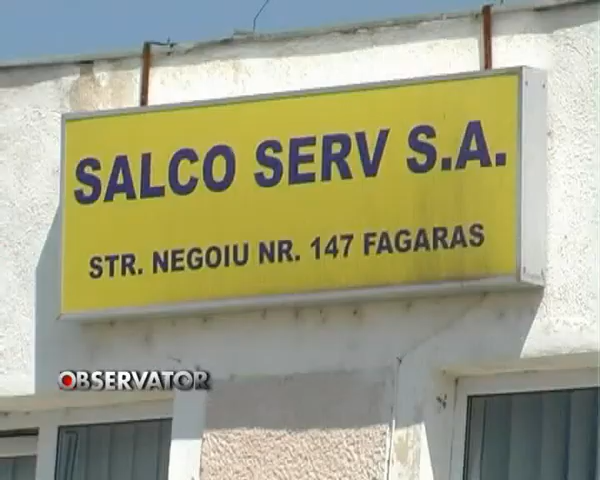 SALCO SERV S.A.
STR. NEGOIU NR. 147 FAGARAS
OBSERVATOR